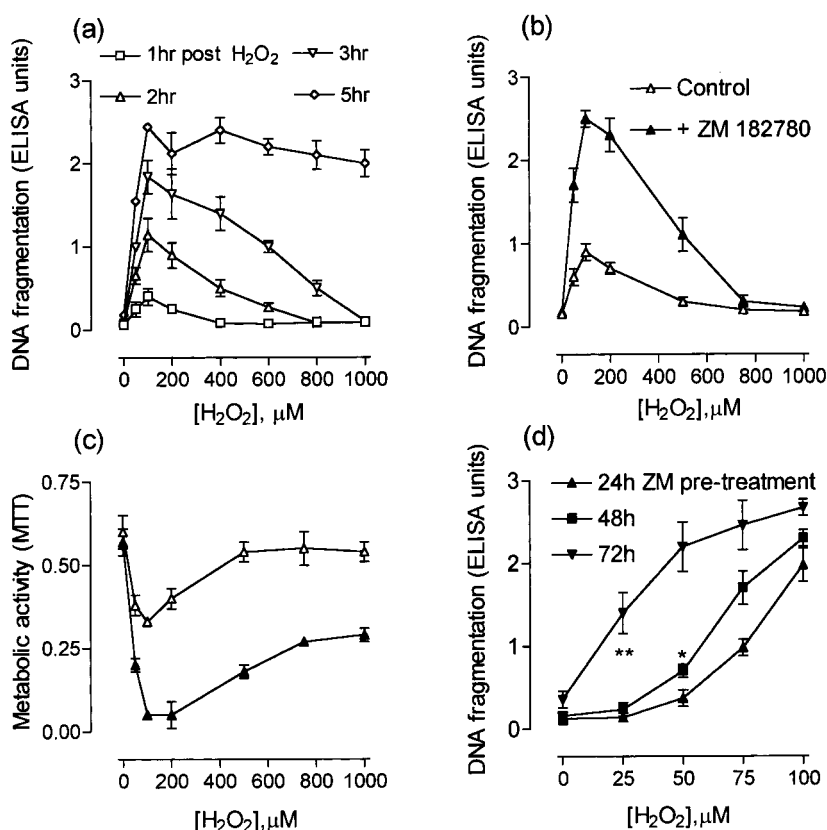 (a)
1hr post H₂O₂
3hr
2hr
5hr
DNA fragmentation (ELISA units)
3
2
1
0
0 200 400 600 800 1000
[H₂O₂], μM
(b)
Control
+ ZM 182780
DNA fragmentation (ELISA units)
3
2
1
0
0 200 400 600 800 1000
[H₂O₂],μM
(c)
Metabolic activity (MTT)
0.75
0.50
0.25
0.00
0 200 400 600 800 1000
[H₂O₂],μM
(d)
24h ZM pre-treatment
48h
72h
DNA fragmentation (ELISA units)
3
2
1
0
** *
0 25 50 75 100
[H₂O₂],μM